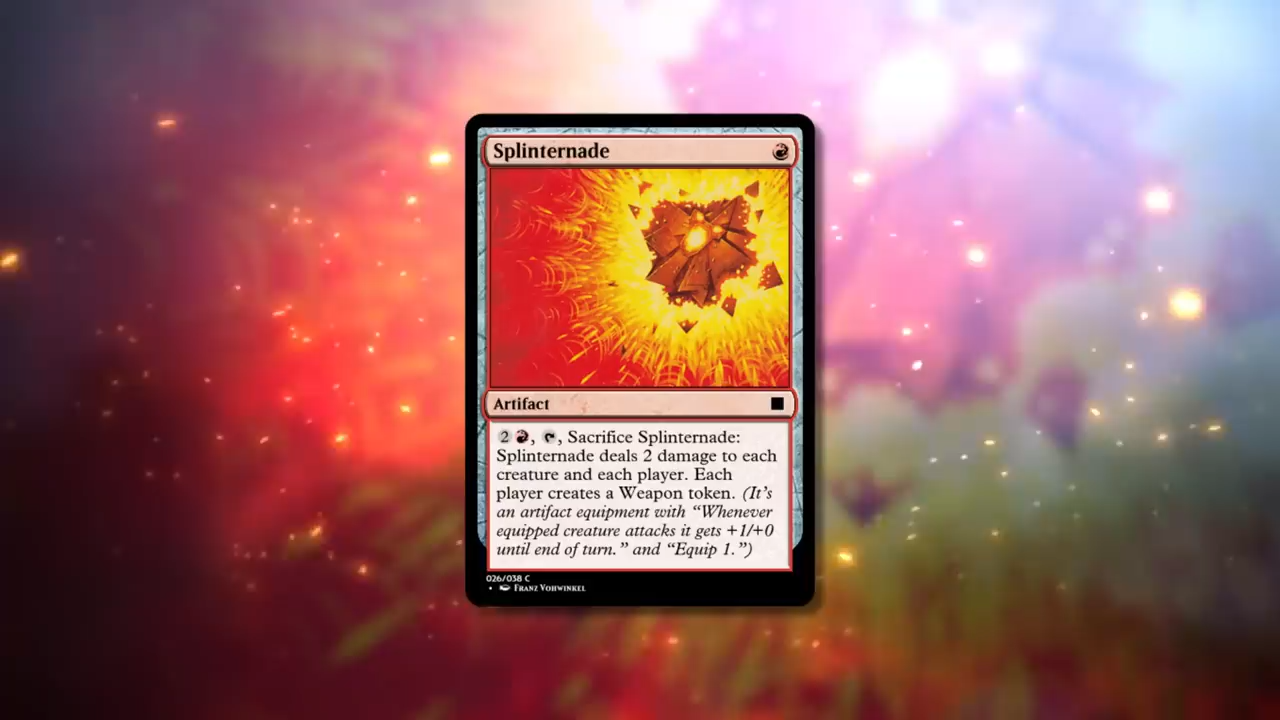 Splinternade
Artifact
2 , , Sacrifice Splinternade:
Splinternade deals 2 damage to each
creature and each player. Each
player creates a Weapon token. (It's
an artifact equipment with “Whenever
equipped creature attacks it gets +1/+0
until end of turn.” and “Equip 1.”)
026/038 C
• Franz Vohwinkel